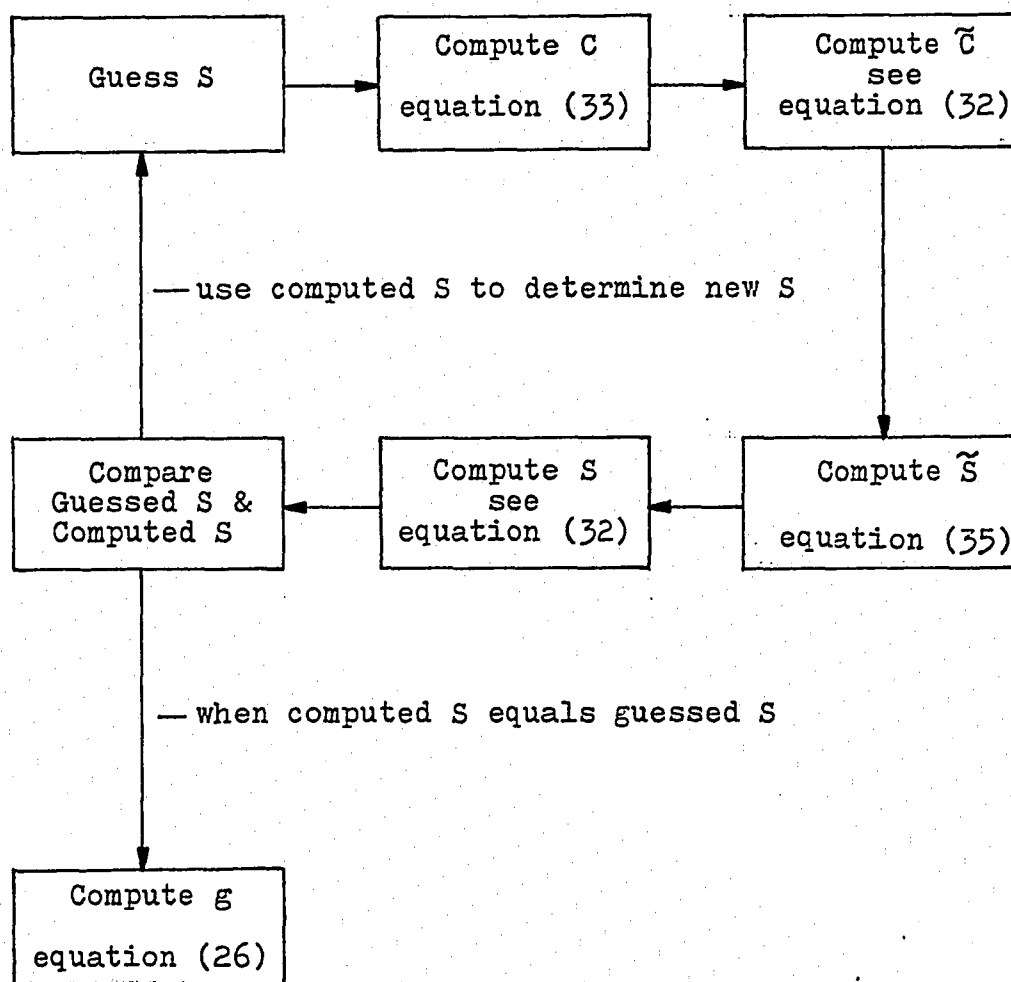 Guess S
Compute C
equation (33)
Compute C̃
see
equation (32)
— use computed S to determine new S
Compare
Guessed S &
Computed S
Compute S
see
equation (32)
Compute S̃
equation (35)
— when computed S equals guessed S
Compute g
equation (26)